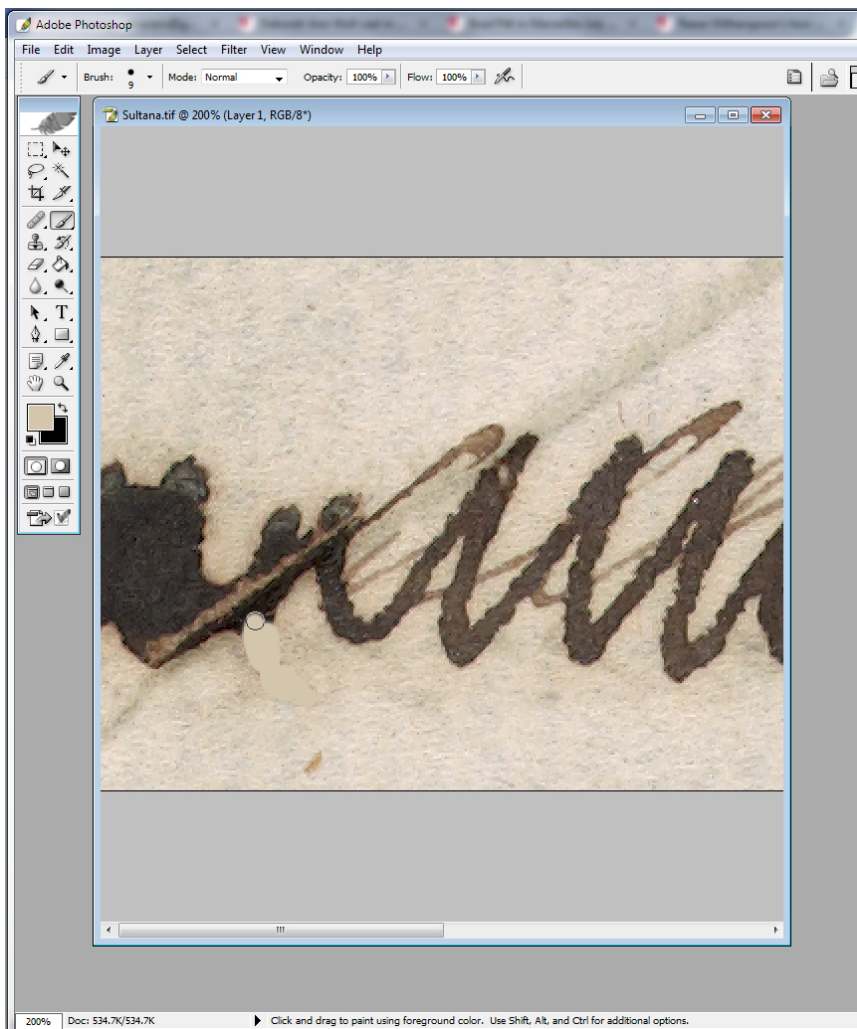 Adobe Photoshop
File Edit Image Layer Select Filter View Window Help
Brush: 9 Mode: Normal Opacity: 100% Flow: 100%
Sultana.tif @ 200% (Layer 1, RGB/8*)
T
200% Doc: 534.7K/534.7K Click and drag to paint using foreground color. Use Shift, Alt, and Ctrl for additional options.